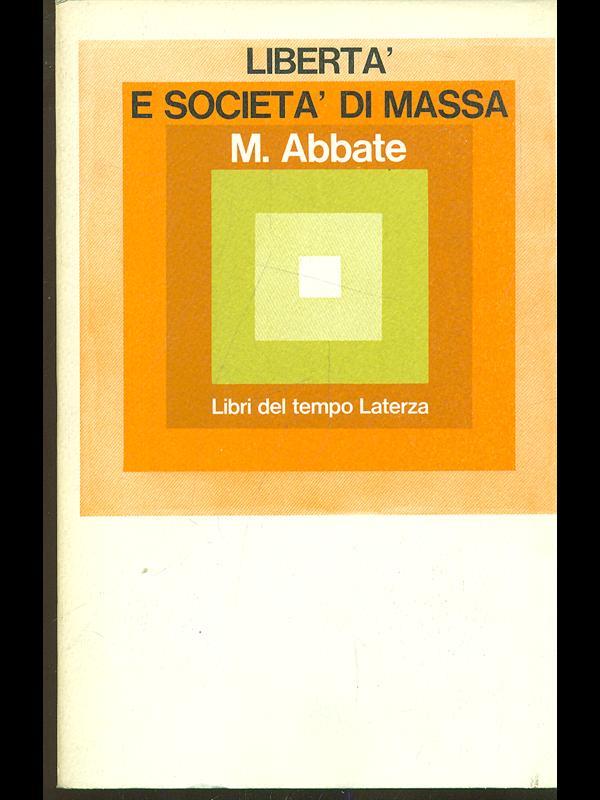 LIBERTA'
E SOCIETA' DI MASSA
M. Abbate
Libri del tempo Laterza